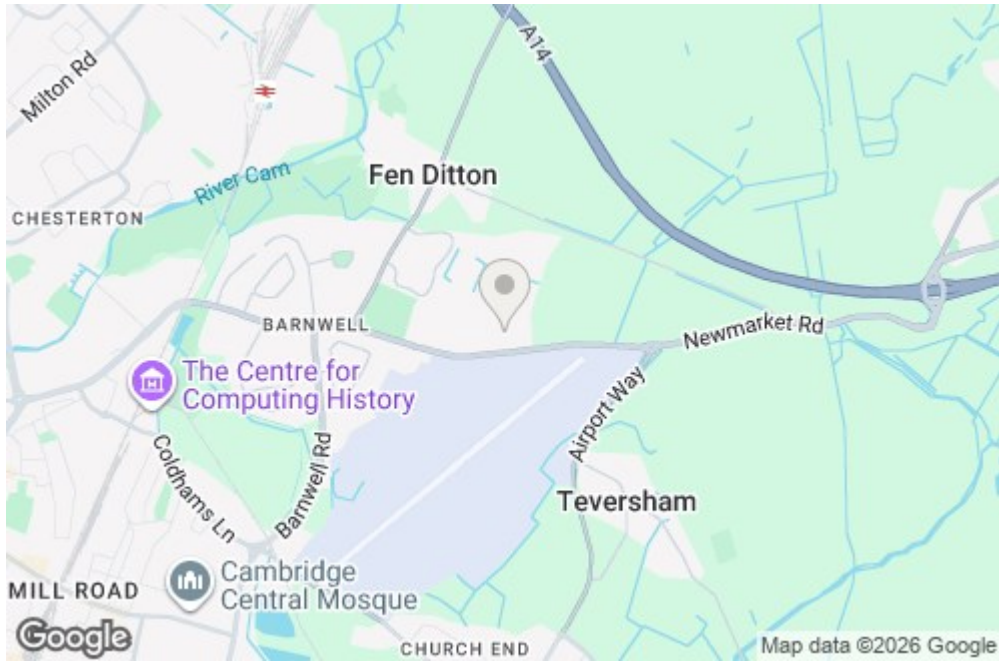 A14
Milton Rd
River Cam
Fen Ditton
CHESTERTON
BARNWELL
Newmarket Rd
The Centre for
Computing History
Airport Way
Coldhams Ln
Barnwell Rd
Teversham
Cambridge
Central Mosque
MILL ROAD
CHURCH END
Google
Map data ©2026 Google